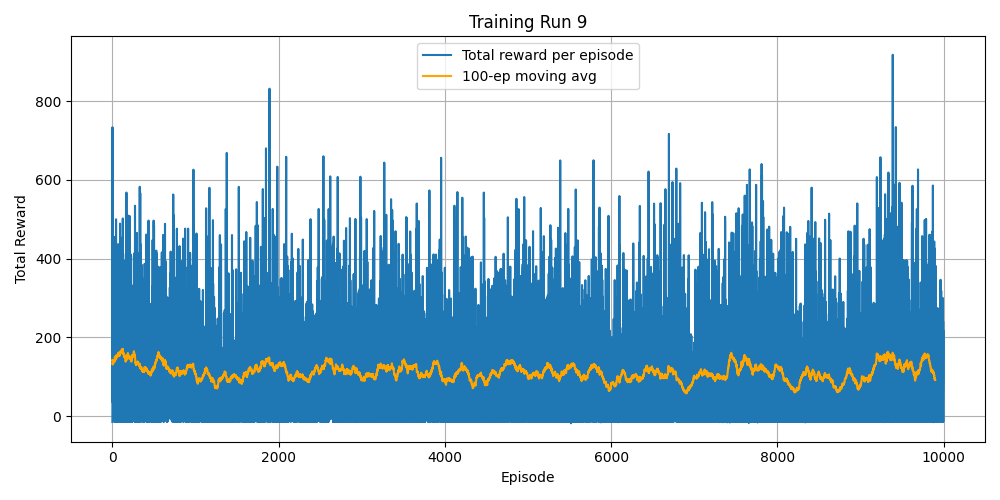 Training Run 9
Total reward per episode
100-ep moving avg
Total Reward
800
600
400
200
0
0 2000 4000 6000 8000 10000
Episode